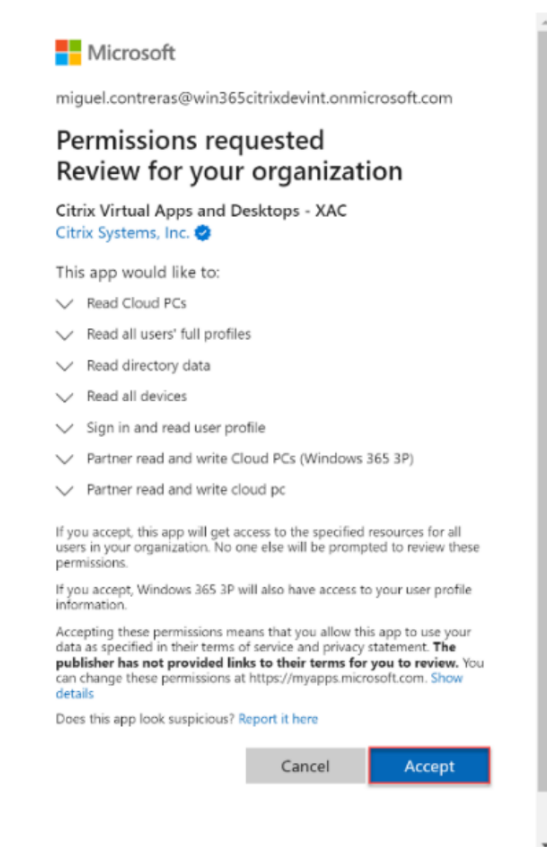 Microsoft
miguel.contreras@win365citrixdevint.onmicrosoft.com
Permissions requested
Review for your organization
Citrix Virtual Apps and Desktops - XAC
Citrix Systems, Inc.
This app would like to:
Read Cloud PCs
Read all users' full profiles
Read directory data
Read all devices
Sign in and read user profile
Partner read and write Cloud PCs (Windows 365 3P)
Partner read and write cloud pc
If you accept, this app will get access to the specified resources for all
users in your organization. No one else will be prompted to review these
permissions.
If you accept, Windows 365 3P will also have access to your user profile
information.
Accepting these permissions means that you allow this app to use your
data as specified in their terms of service and privacy statement. The
publisher has not provided links to their terms for you to review. You
can change these permissions at https://myapps.microsoft.com. Show
details
Does this app look suspicious? Report it here
Cancel Accept